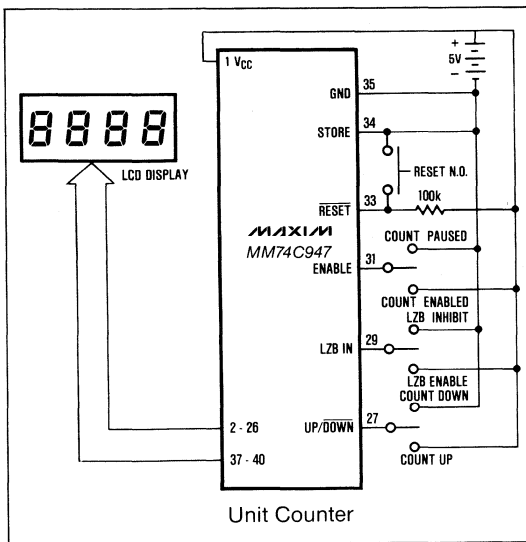 1 VCC
+
5V
–
GND
35
STORE
34
RESET N.O.
8888
LCD DISPLAY
RESET
33
100k
MAXIM
MM74C947
COUNT PAUSED
ENABLE
31
COUNT ENABLED
LZB INHIBIT
LZB IN
29
LZB ENABLE
COUNT DOWN
2 - 26
UP/DOWN
27
37 - 40
COUNT UP
Unit Counter